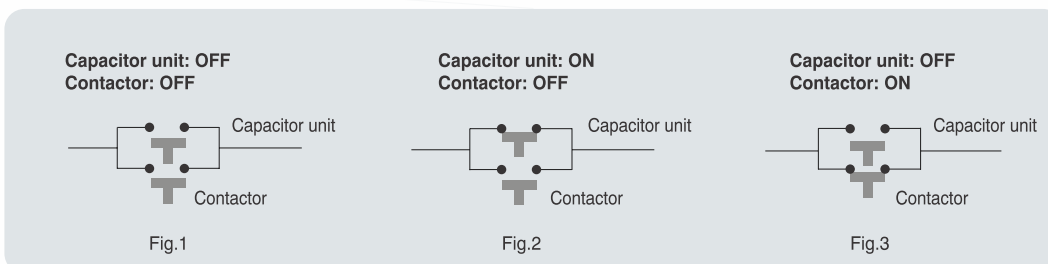 Capacitor unit: OFF
Contactor: OFF
Capacitor unit
Contactor
Fig.1
Capacitor unit: ON
Contactor: OFF
Capacitor unit
Contactor
Fig.2
Capacitor unit: OFF
Contactor: ON
Capacitor unit
Contactor
Fig.3